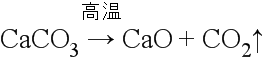 高温
CaCO₃ → CaO + CO₂↑